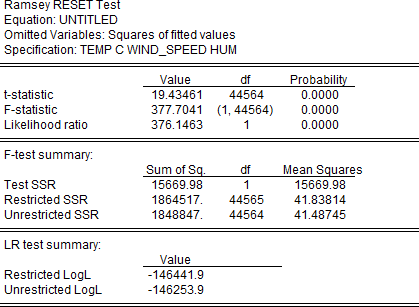 Ramsey RESET Test
Equation: UNTITLED
Omitted Variables: Squares of fitted values
Specification: TEMP C WIND_SPEED HUM
Value df Probability
t-statistic 19.43461 44564 0.0000
F-statistic 377.7041 (1, 44564) 0.0000
Likelihood ratio 376.1463 1 0.0000
F-test summary:
Sum of Sq. df Mean Squares
Test SSR 15669.98 1 15669.98
Restricted SSR 1864517. 44565 41.83814
Unrestricted SSR 1848847. 44564 41.48745
LR test summary:
Value
Restricted LogL -146441.9
Unrestricted LogL -146253.9